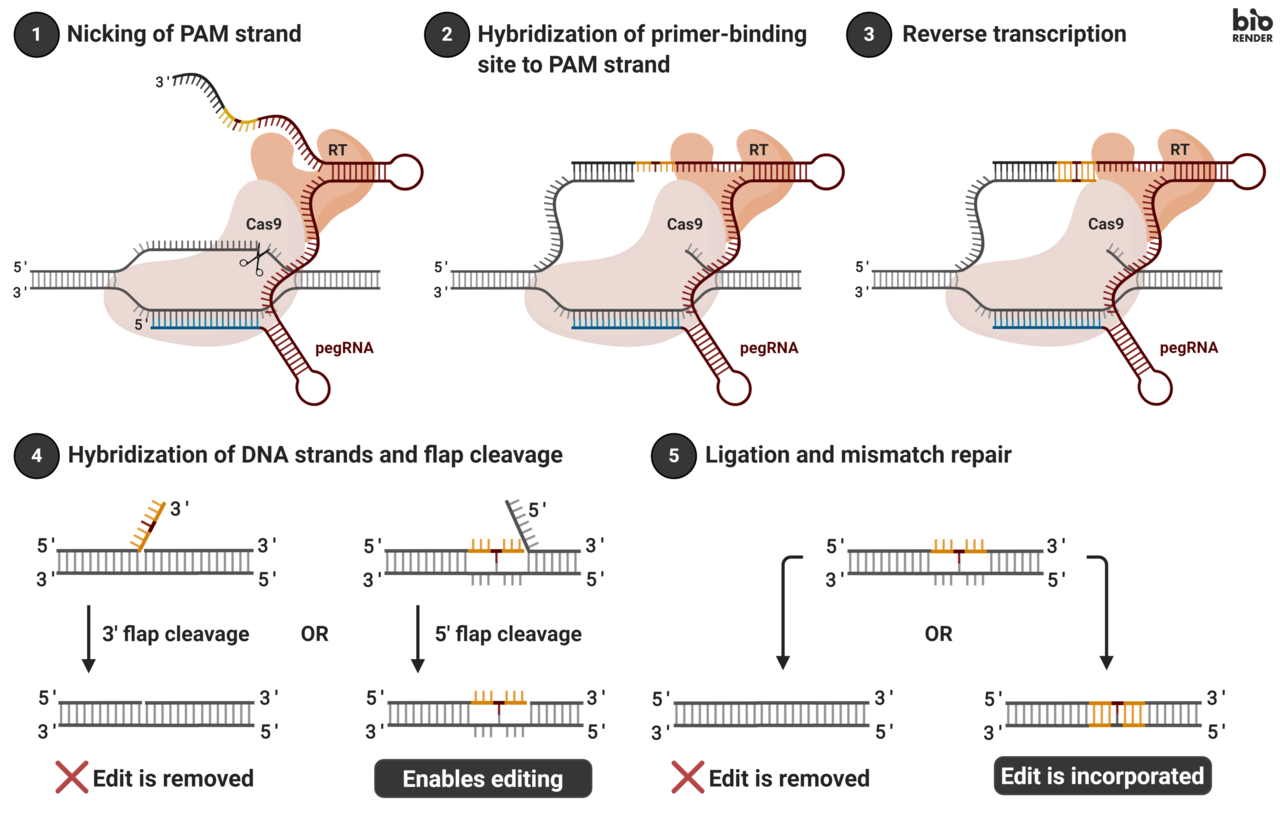 1 Nicking of PAM strand
2 Hybridization of primer-binding
site to PAM strand
3 Reverse transcription
bio
RENDER
3'
RT
Cas9
5'
3'
5'
pegRNA
RT
Cas9
5'
3'
pegRNA
RT
Cas9
5'
3'
pegRNA
4 Hybridization of DNA strands and flap cleavage
3'
5' 3'
3' 5'
3' flap cleavage
OR
5'
5' 3'
3' 5'
5' flap cleavage
5' 3'
3' 5'
Edit is removed
5' 3'
3' 5'
Enables editing
5 Ligation and mismatch repair
5' 3'
3' 5'
OR
5' 3'
3' 5'
Edit is removed
5' 3'
3' 5'
Edit is incorporated